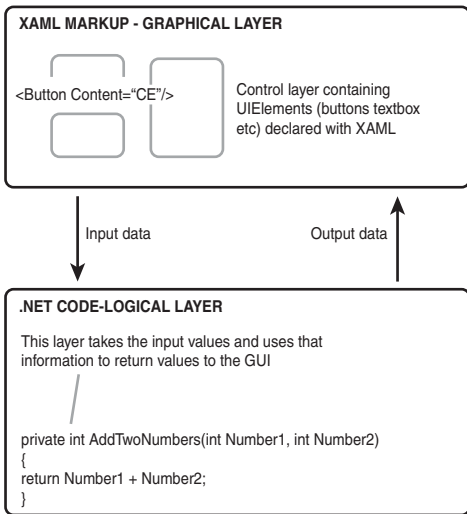 XAML MARKUP - GRAPHICAL LAYER
<Button Content=“CE”/>
Control layer containing
UIElements (buttons textbox
etc) declared with XAML
Input data
Output data
.NET CODE-LOGICAL LAYER
This layer takes the input values and uses that
information to return values to the GUI
private int AddTwoNumbers(int Number1, int Number2)
{
return Number1 + Number2;
}